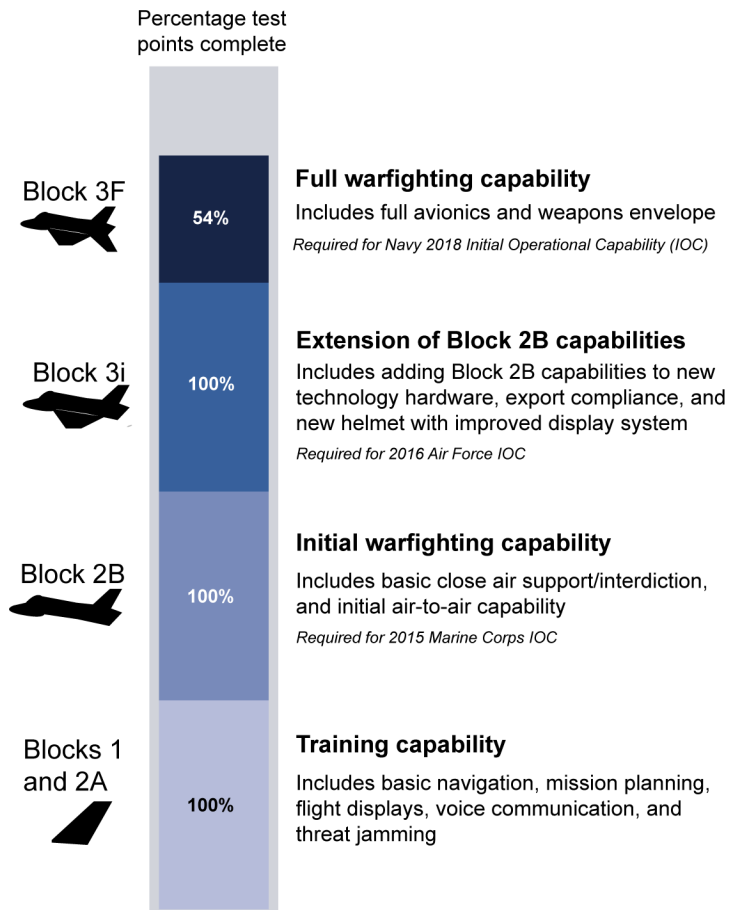 Percentage test
points complete
Block 3F
54%
Full warfighting capability
Includes full avionics and weapons envelope
Required for Navy 2018 Initial Operational Capability (IOC)
Block 3i
100%
Extension of Block 2B capabilities
Includes adding Block 2B capabilities to new
technology hardware, export compliance, and
new helmet with improved display system
Required for 2016 Air Force IOC
Block 2B
100%
Initial warfighting capability
Includes basic close air support/interdiction,
and initial air-to-air capability
Required for 2015 Marine Corps IOC
Blocks 1
and 2A
100%
Training capability
Includes basic navigation, mission planning,
flight displays, voice communication, and
threat jamming